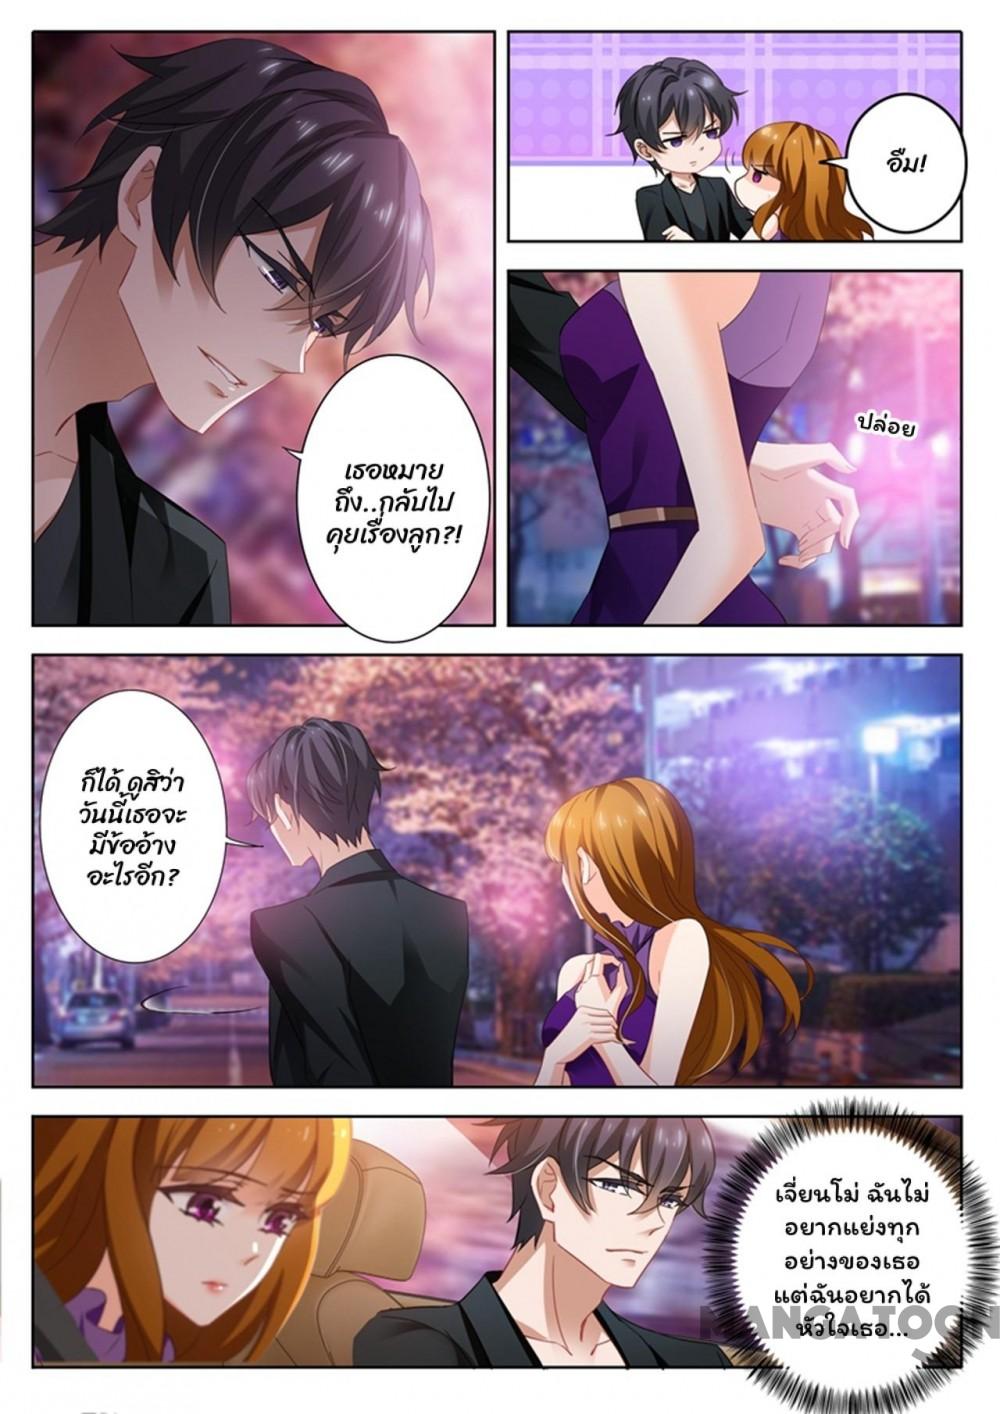 อืม!
เธอหมาย
ถึง..กลับไป
คุยเรื่องลูก?!
ปล่อย
ก็ได้ ดูสิว่า
วันนี้เธอจะ
มีข้ออ้าง
อะไรอีก?
เจี่ยนโม่ ฉันไม่
อยากแย่งทุก
อย่างของเธอ
แต่ฉันอยากได้
หัวใจเธอ...
MANGATOON